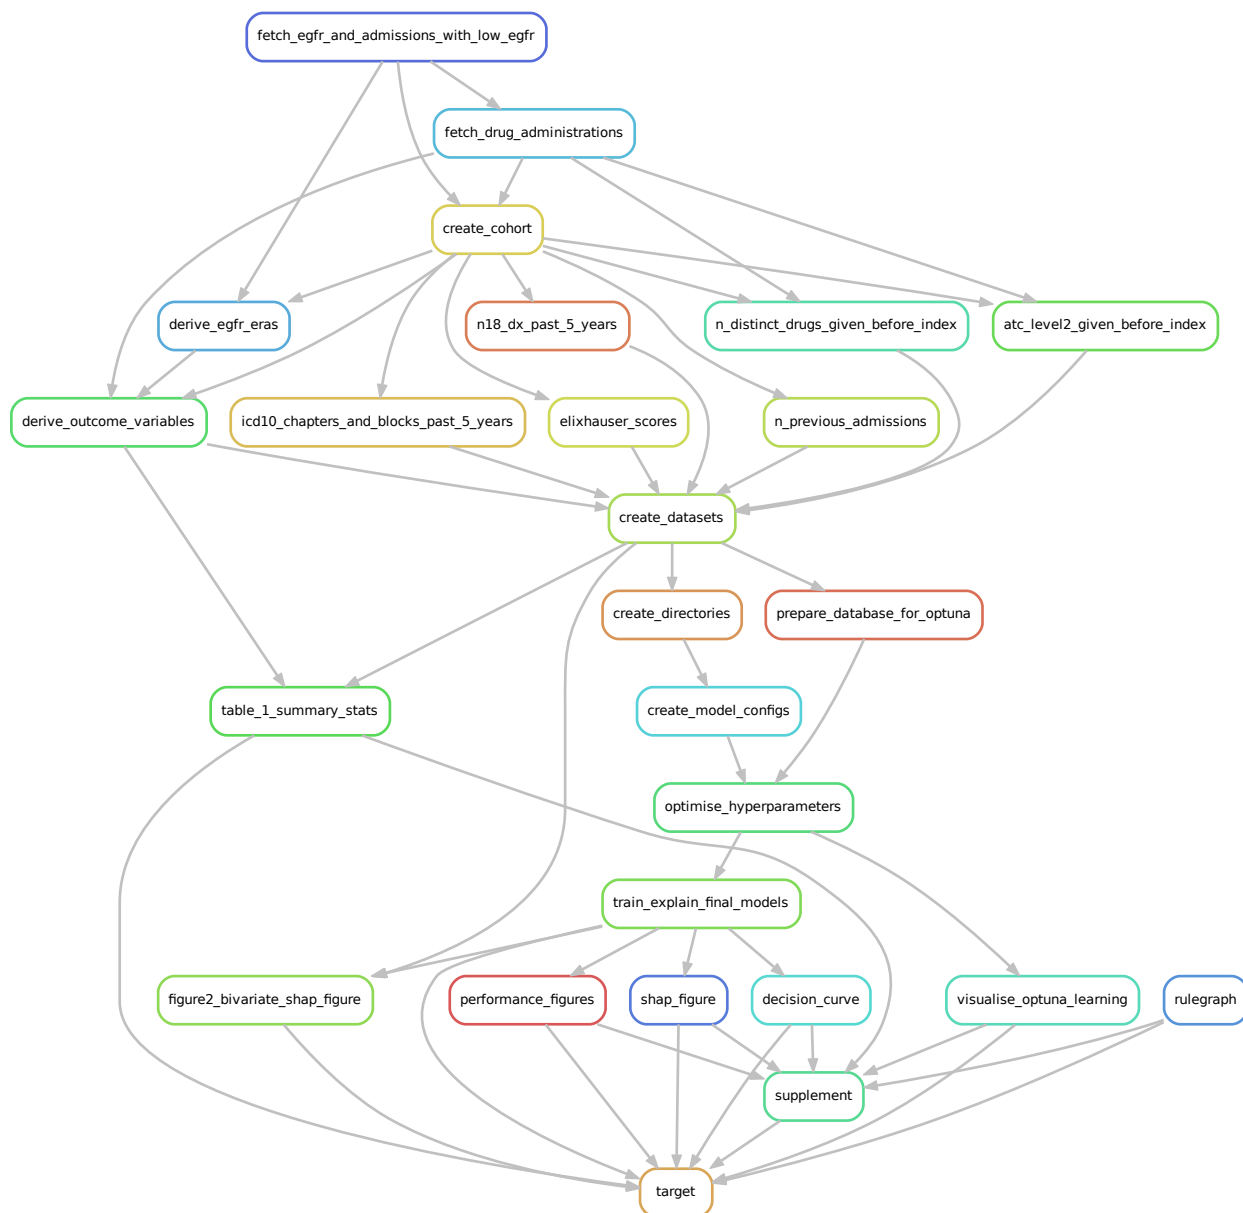 fetch_egfr_and_admissions_with_low_egfr
fetch_drug_administrations
create_cohort
derive_egfr_eras
n18_dx_past_5_years
n_distinct_drugs_given_before_index
atc_level2_given_before_index
derive_outcome_variables
icd10_chapters_and_blocks_past_5_years
elixhauser_scores
n_previous_admissions
create_datasets
create_directories
prepare_database_for_optuna
table_1_summary_stats
create_model_configs
optimise_hyperparameters
train_explain_final_models
figure2_bivariate_shap_figure
performance_figures
shap_figure
decision_curve
visualise_optuna_learning
rulegraph
supplement
target